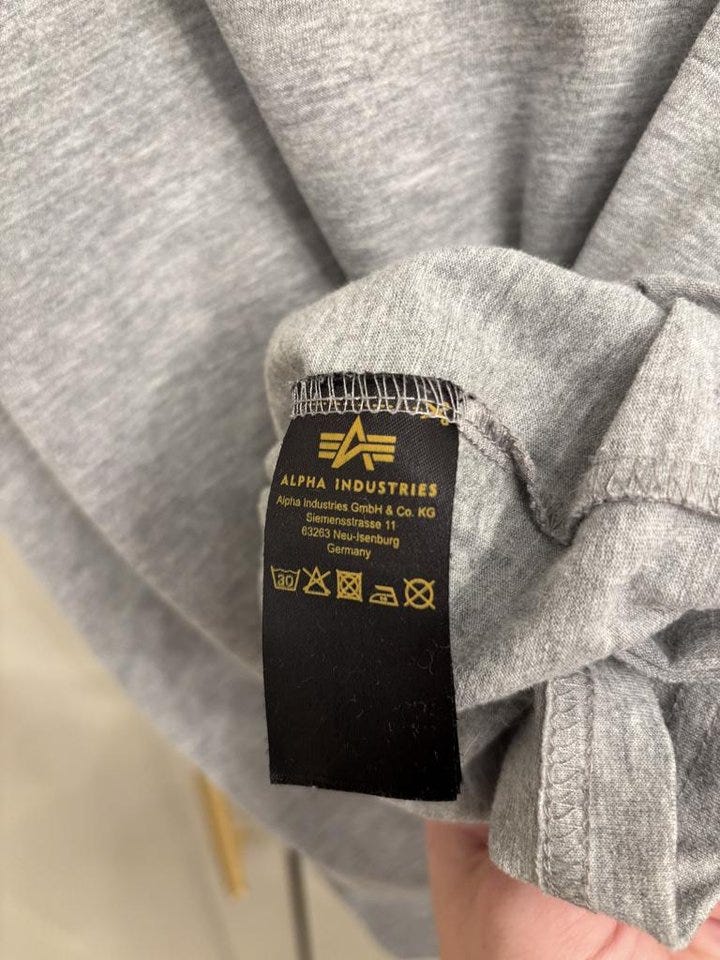 ALPHA INDUSTRIES
Alpha Industries GmbH & Co. KG
Siemensstrasse 11
63263 Neu-Isenburg
Germany
30